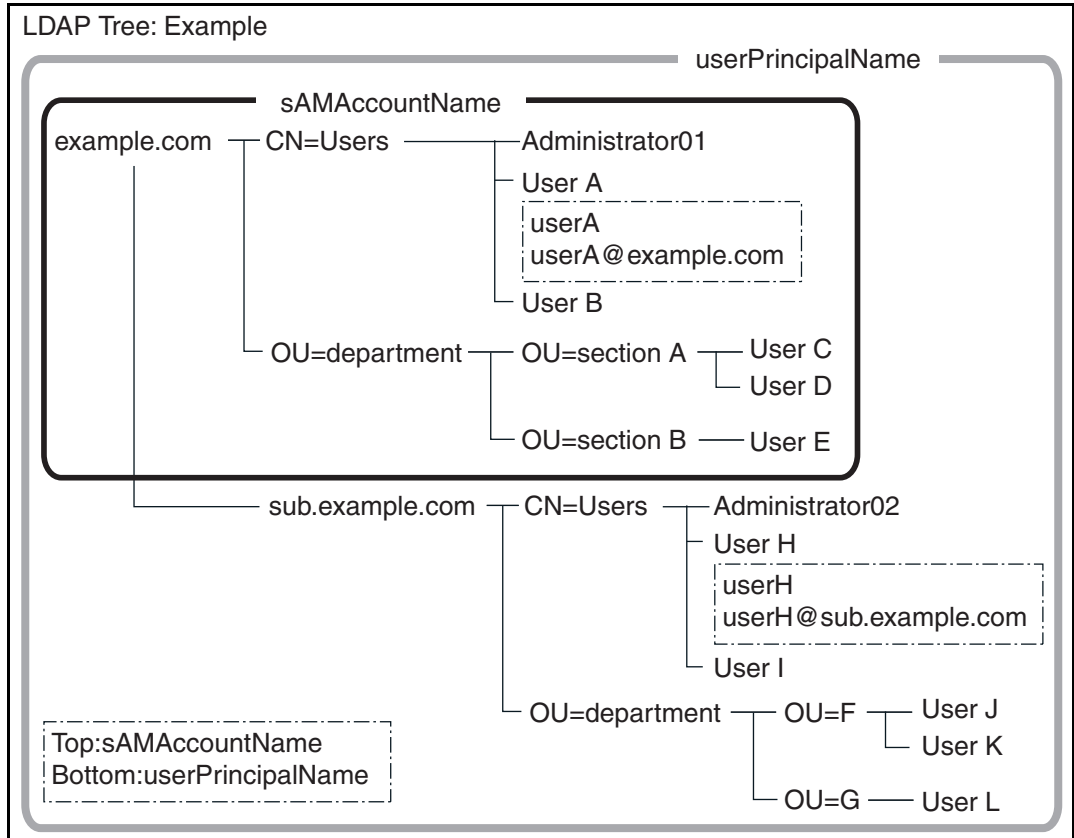 LDAP Tree: Example
userPrincipalName
sAMAccountName
example.com CN=Users Administrator01
User A
userA
userA@example.com
User B
OU=department OU=section A User C
User D
OU=section B User E
sub.example.com CN=Users Administrator02
User H
userH
userH@sub.example.com
User I
OU=department OU=F User J
User K
OU=G User L
Top:sAMAccountName
Bottom:userPrincipalName